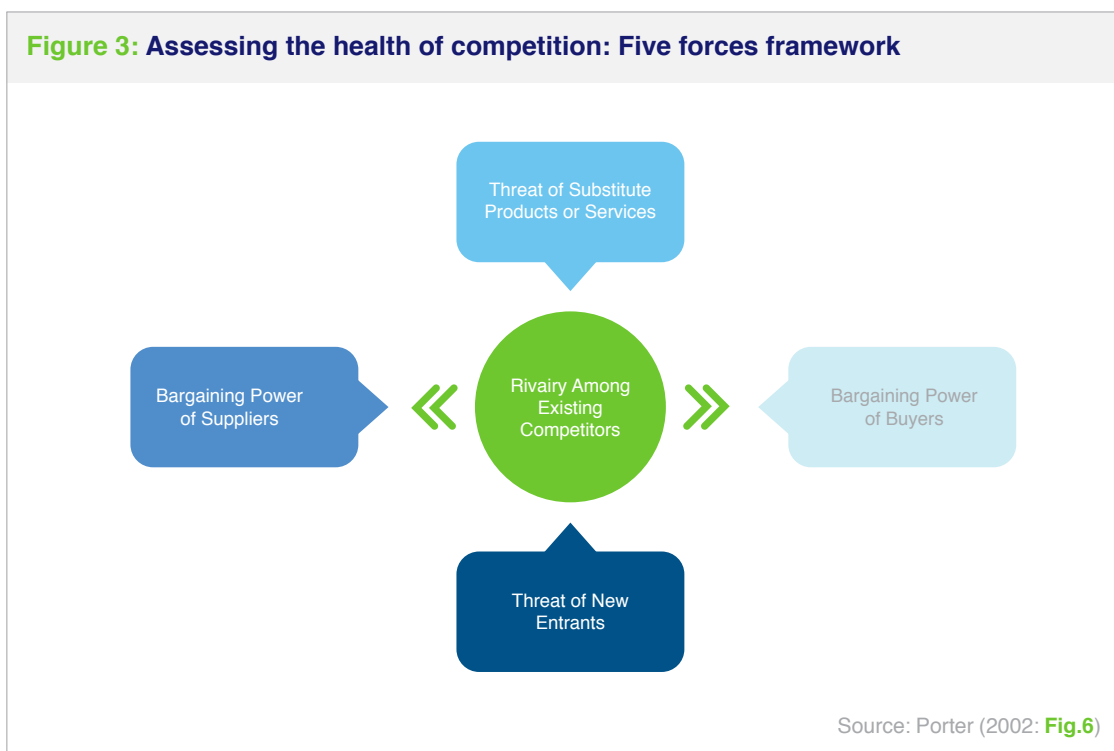 Figure 3: Assessing the health of competition: Five forces framework
Threat of Substitute
Products or Services
Bargaining Power
of Suppliers
Rivairy Among
Existing
Competitors
Bargaining Power
of Buyers
Threat of New
Entrants
Source: Porter (2002: Fig.6)